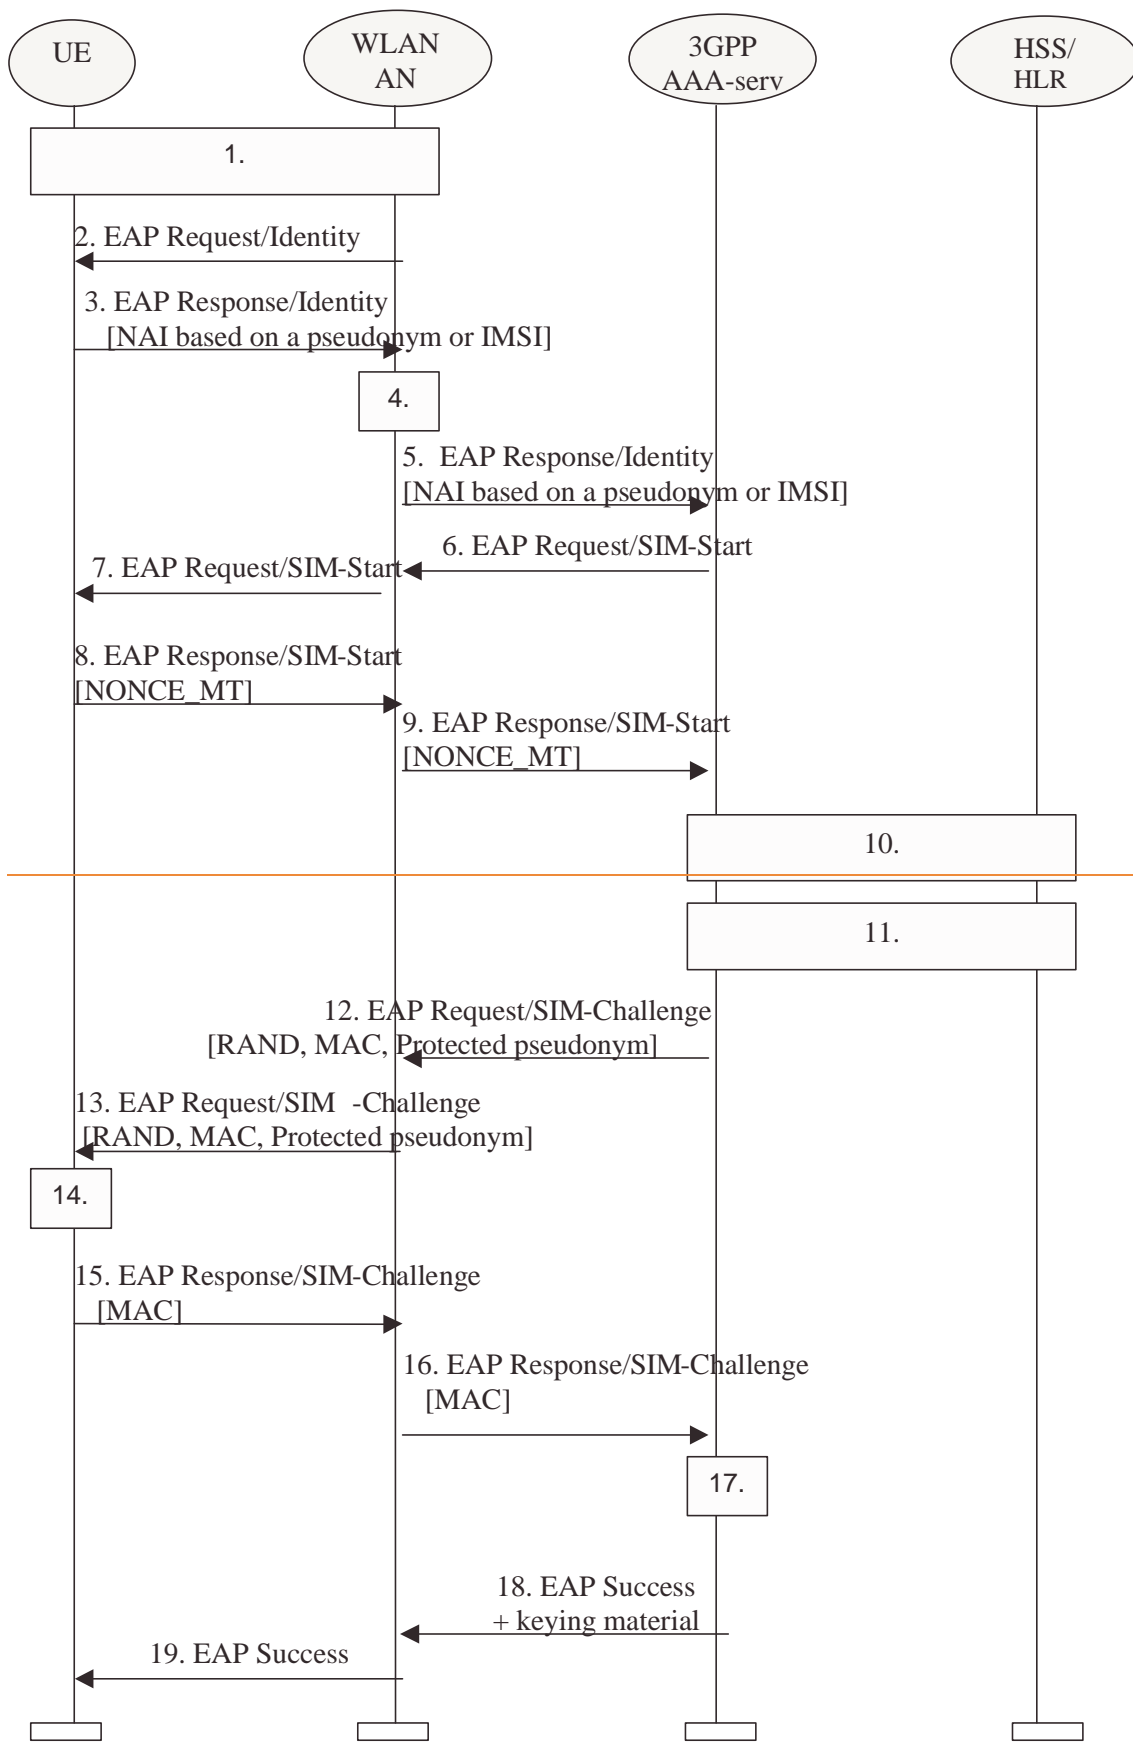 UE
WLAN
AN
3GPP
AAA-serv
HSS/
HLR
1.
2. EAP Request/Identity
3. EAP Response/Identity
[NAI based on a pseudonym or IMSI]
4.
5. EAP Response/Identity
[NAI based on a pseudonym or IMSI]
6. EAP Request/SIM-Start
7. EAP Request/SIM-Start
8. EAP Response/SIM-Start
[NONCE_MT]
9. EAP Response/SIM-Start
[NONCE_MT]
10.
11.
12. EAP Request/SIM-Challenge
[RAND, MAC, Protected pseudonym]
13. EAP Request/SIM -Challenge
[RAND, MAC, Protected pseudonym]
14.
15. EAP Response/SIM-Challenge
[MAC]
16. EAP Response/SIM-Challenge
[MAC]
17.
18. EAP Success
+ keying material
19. EAP Success